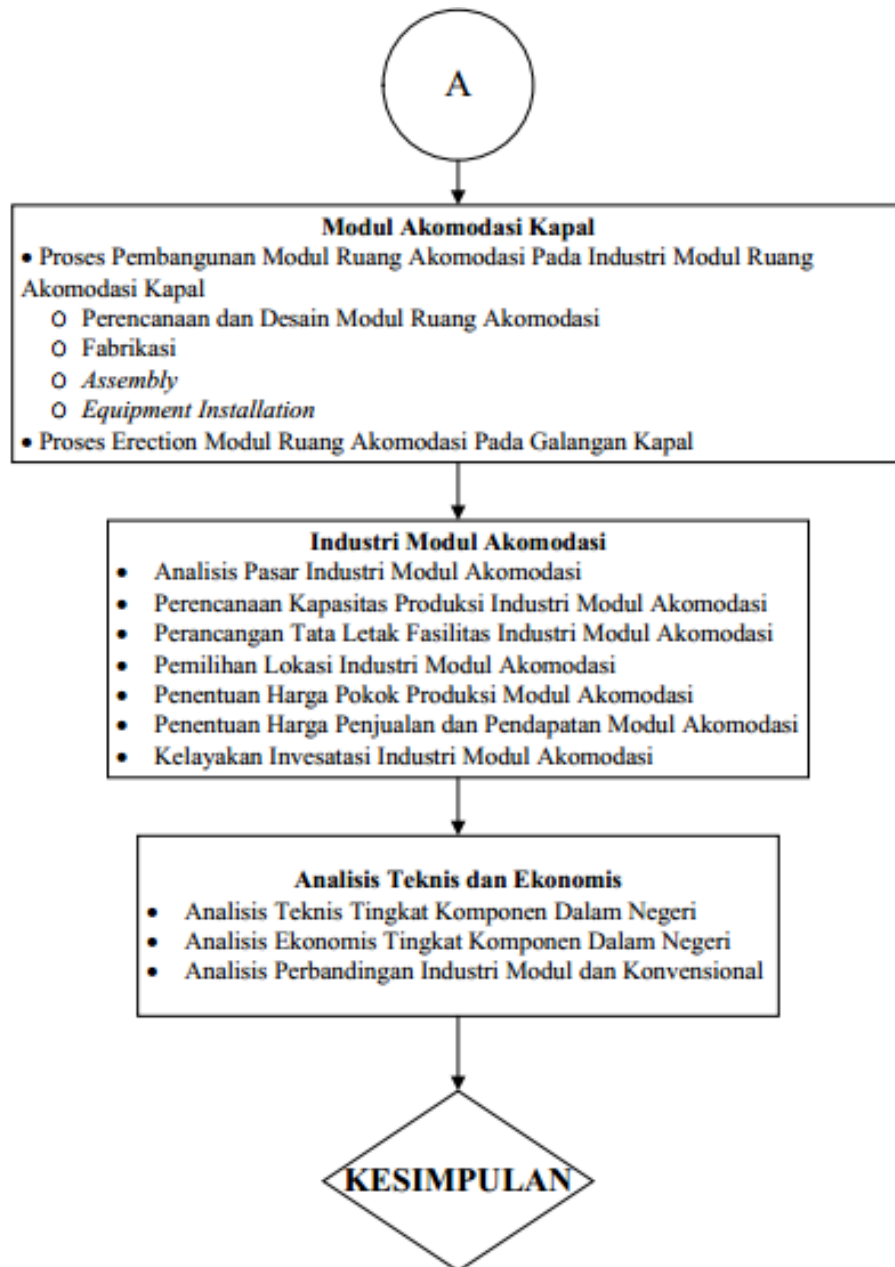 A
Modul Akomodasi Kapal
• Proses Pembangunan Modul Ruang Akomodasi Pada Industri Modul Ruang
Akomodasi Kapal
o Perencanaan dan Desain Modul Ruang Akomodasi
o Fabrikasi
o Assembly
o Equipment Installation
• Proses Erection Modul Ruang Akomodasi Pada Galangan Kapal
Industri Modul Akomodasi
• Analisis Pasar Industri Modul Akomodasi
• Perencanaan Kapasitas Produksi Industri Modul Akomodasi
• Perancangan Tata Letak Fasilitas Industri Modul Akomodasi
• Pemilihan Lokasi Industri Modul Akomodasi
• Penentuan Harga Pokok Produksi Modul Akomodasi
• Penentuan Harga Penjualan dan Pendapatan Modul Akomodasi
• Kelayakan Invesatasi Industri Modul Akomodasi
Analisis Teknis dan Ekonomis
• Analisis Teknis Tingkat Komponen Dalam Negeri
• Analisis Ekonomis Tingkat Komponen Dalam Negeri
• Analisis Perbandingan Industri Modul dan Konvensional
KESIMPULAN